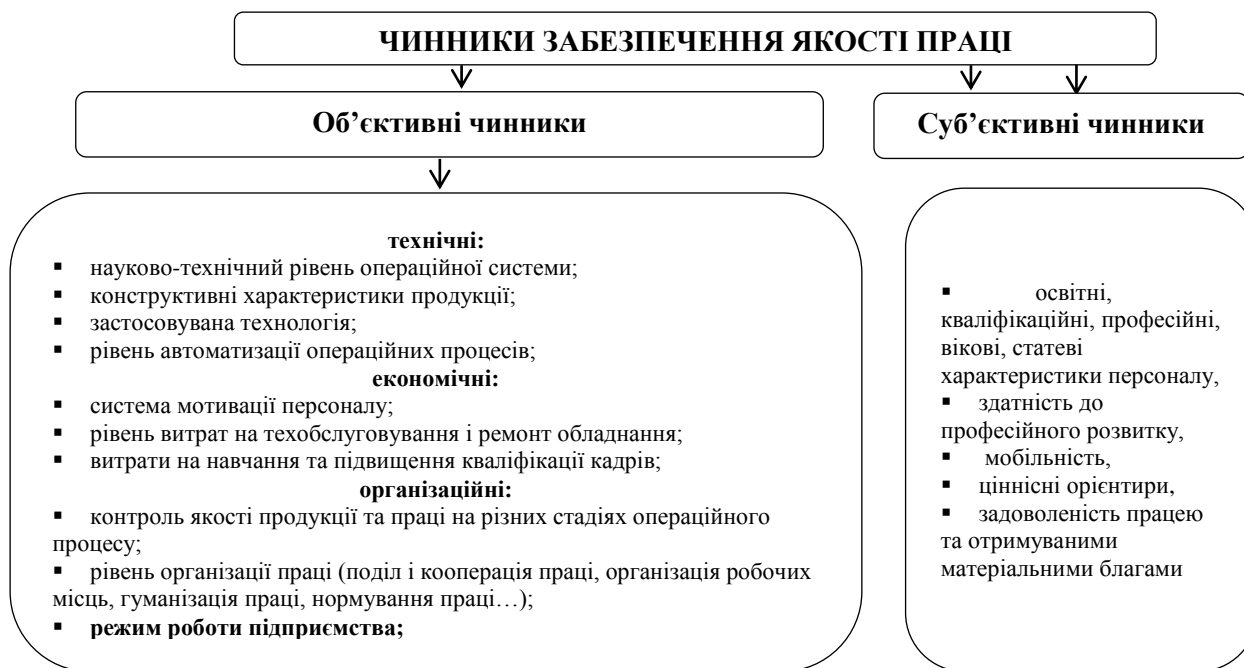 ЧИННИКИ ЗАБЕЗПЕЧЕННЯ ЯКОСТІ ПРАЦІ
Об’єктивні чинники
Суб’єктивні чинники
технічні:
▪ науково-технічний рівень операційної системи;
▪ конструктивні характеристики продукції;
▪ застосовувана технологія;
▪ рівень автоматизації операційних процесів;
економічні:
▪ система мотивації персоналу;
▪ рівень витрат на техобслуговування і ремонт обладнання;
▪ витрати на навчання та підвищення кваліфікації кадрів;
організаційні:
▪ контроль якості продукції та праці на різних стадіях операційного
процесу;
▪ рівень організації праці (поділ і кооперація праці, організація робочих
місць, гуманізація праці, нормування праці…);
▪ режим роботи підприємства;
▪ освітні,
кваліфікаційні, професійні,
вікові, статеві
характеристики персоналу,
▪ здатність до
професійного розвитку,
▪ мобільність,
▪ ціннісні орієнтири,
▪ задоволеність працею
та отримуваними
матеріальними благами